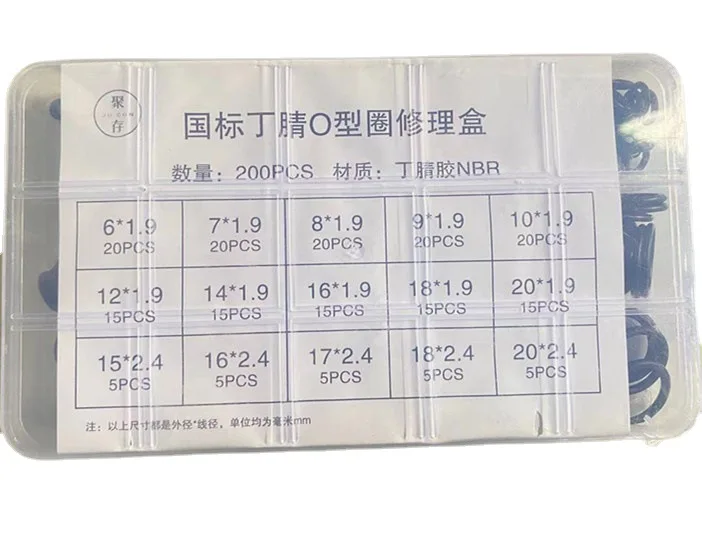 聚
JU CUN
存
国标丁腈O型圈修理盒
数量：200PCS 材质：丁腈胶NBR
6*1.9 7*1.9 8*1.9 9*1.9 10*1.9
20PCS 20PCS 20PCS 20PCS 20PCS
12*1.9 14*1.9 16*1.9 18*1.9 20*1.9
15PCS 15PCS 15PCS 15PCS 15PCS
15*2.4 16*2.4 17*2.4 18*2.4 20*2.4
5PCS 5PCS 5PCS 5PCS 5PCS
注：以上尺寸都是外径*线径，单位均为毫米mm